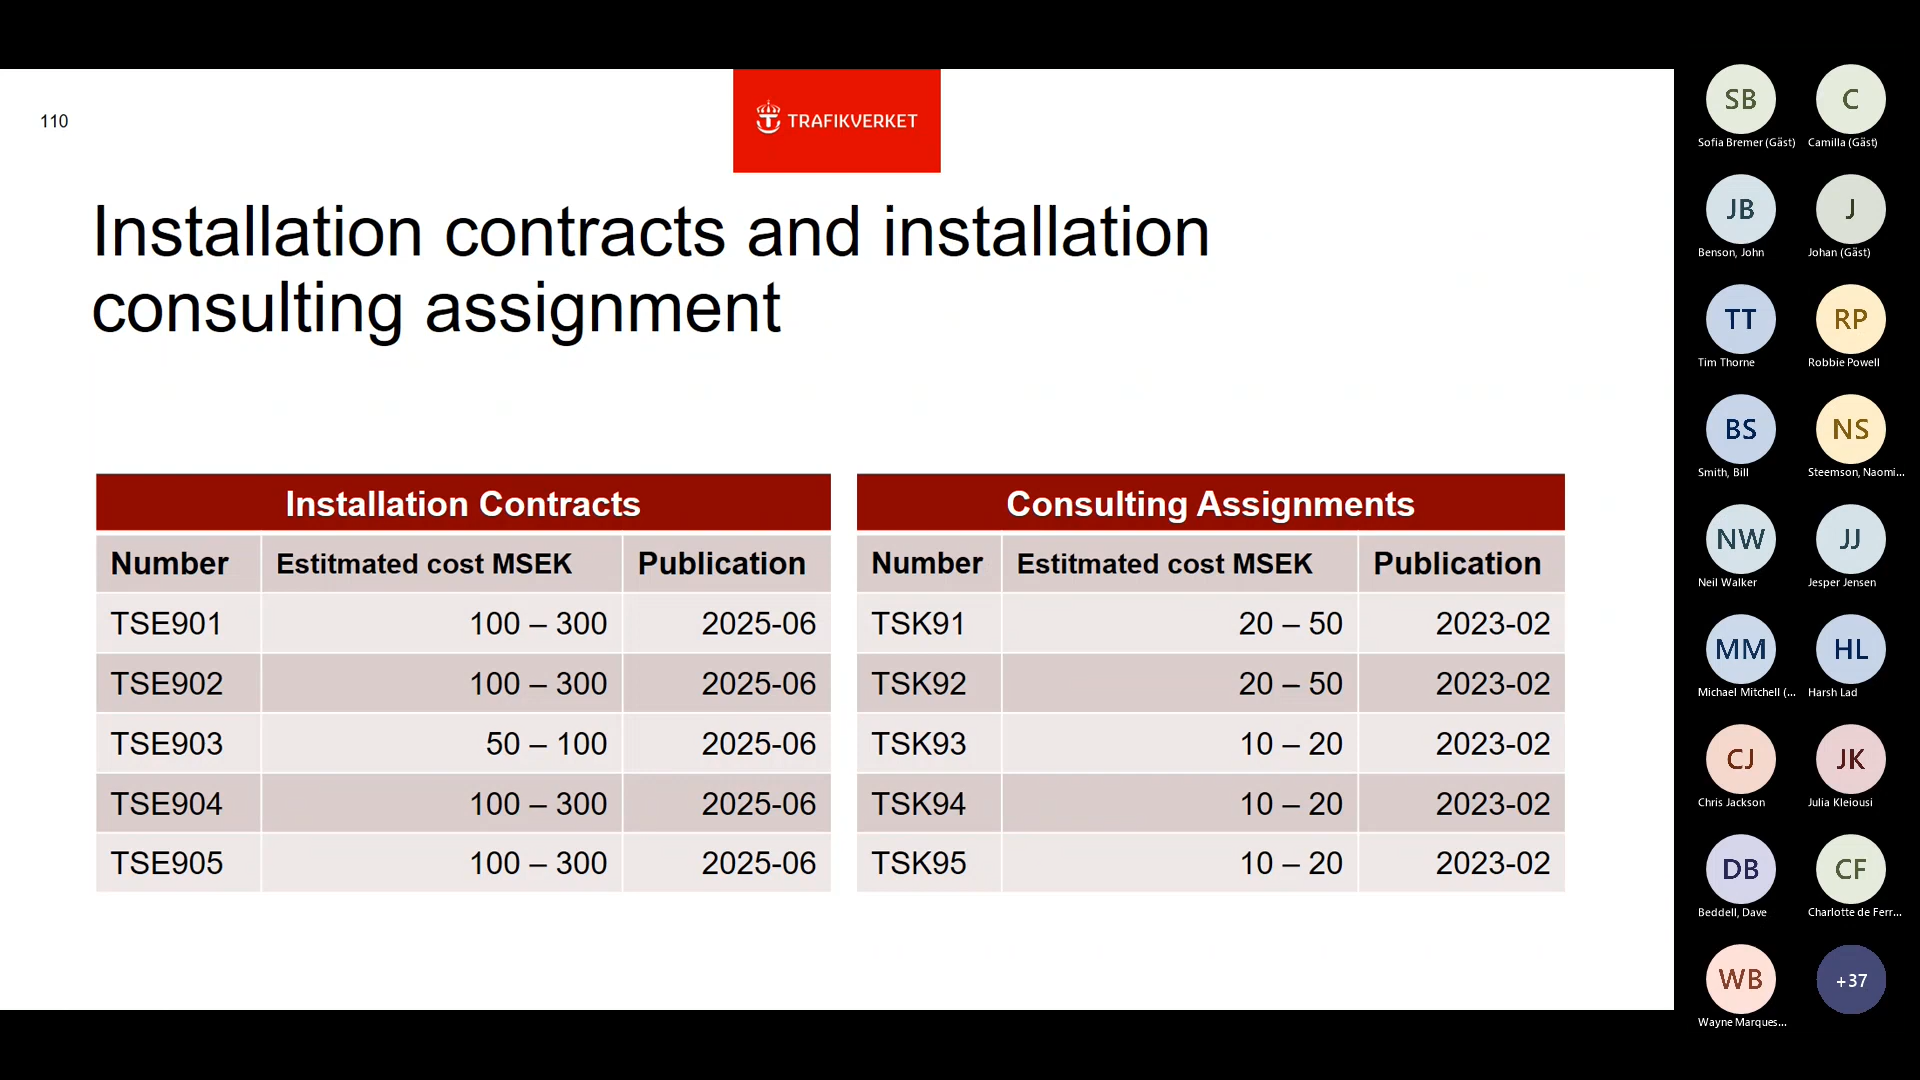 110
TRAFIKVERKET
Installation contracts and installation
consulting assignment
Installation Contracts
Number Estitmated cost MSEK Publication
TSE901 100 – 300 2025-06
TSE902 100 – 300 2025-06
TSE903 50 – 100 2025-06
TSE904 100 – 300 2025-06
TSE905 100 – 300 2025-06
Consulting Assignments
Number Estitmated cost MSEK Publication
TSK91 20 – 50 2023-02
TSK92 20 – 50 2023-02
TSK93 10 – 20 2023-02
TSK94 10 – 20 2023-02
TSK95 10 – 20 2023-02
SB C
Sofia Bremer (Gäst) Camilla (Gäst)
JB J
Benson, John Johan (Gäst)
TT RP
Tim Thorne Robbie Powell
BS NS
Smith, Bill Steemson, Naomi...
NW JJ
Neil Walker Jesper Jensen
MM HL
Michael Mitchell (... Harsh Lad
CJ JK
Chris Jackson Julia Kleiousi
DB CF
Beddell, Dave Charlotte de Ferr...
WB +37
Wayne Marques...